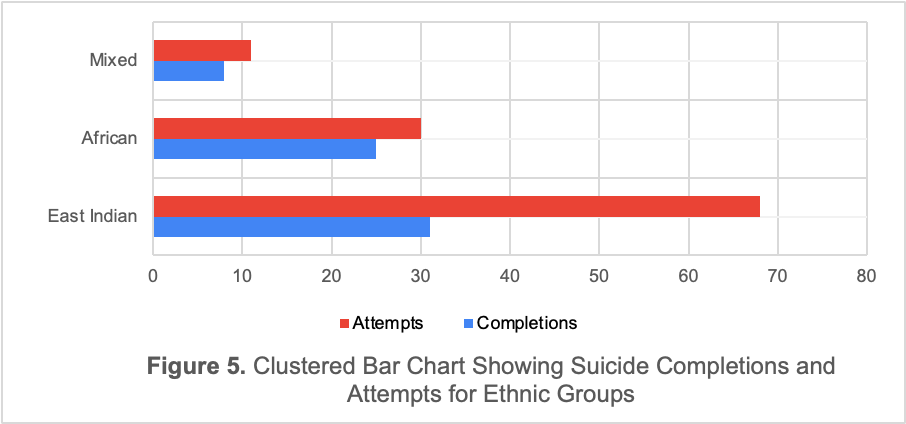 Mixed
African
East Indian
0 10 20 30 40 50 60 70 80
Attempts Completions
Figure 5. Clustered Bar Chart Showing Suicide Completions and
Attempts for Ethnic Groups